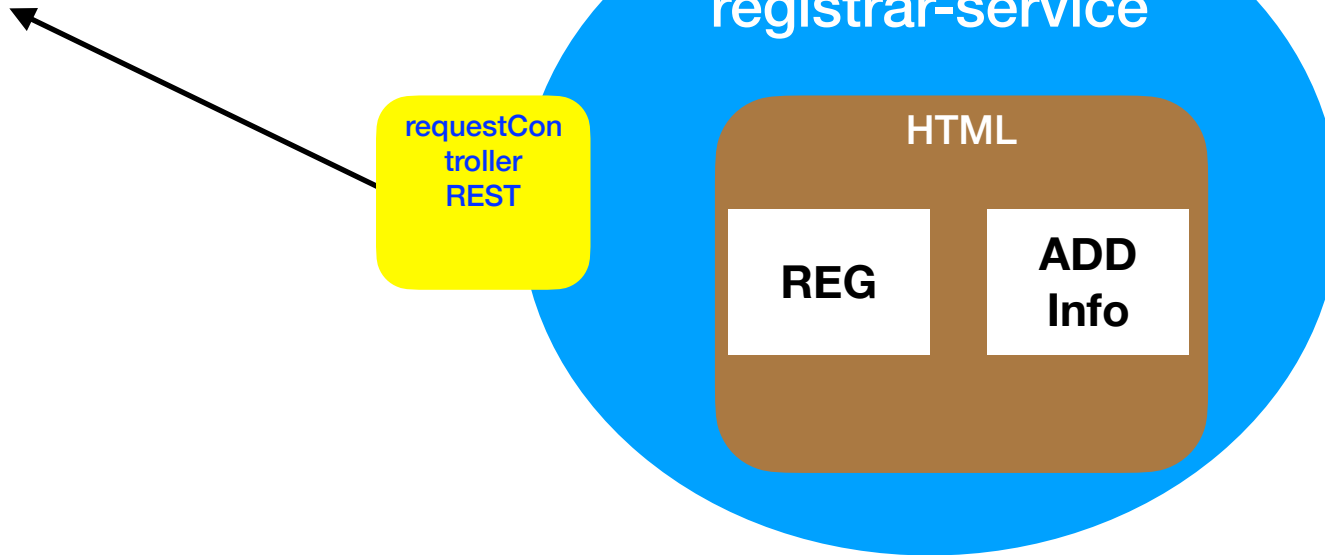 registrar-service
requestCon
troller
REST
HTML
REG
ADD
Info